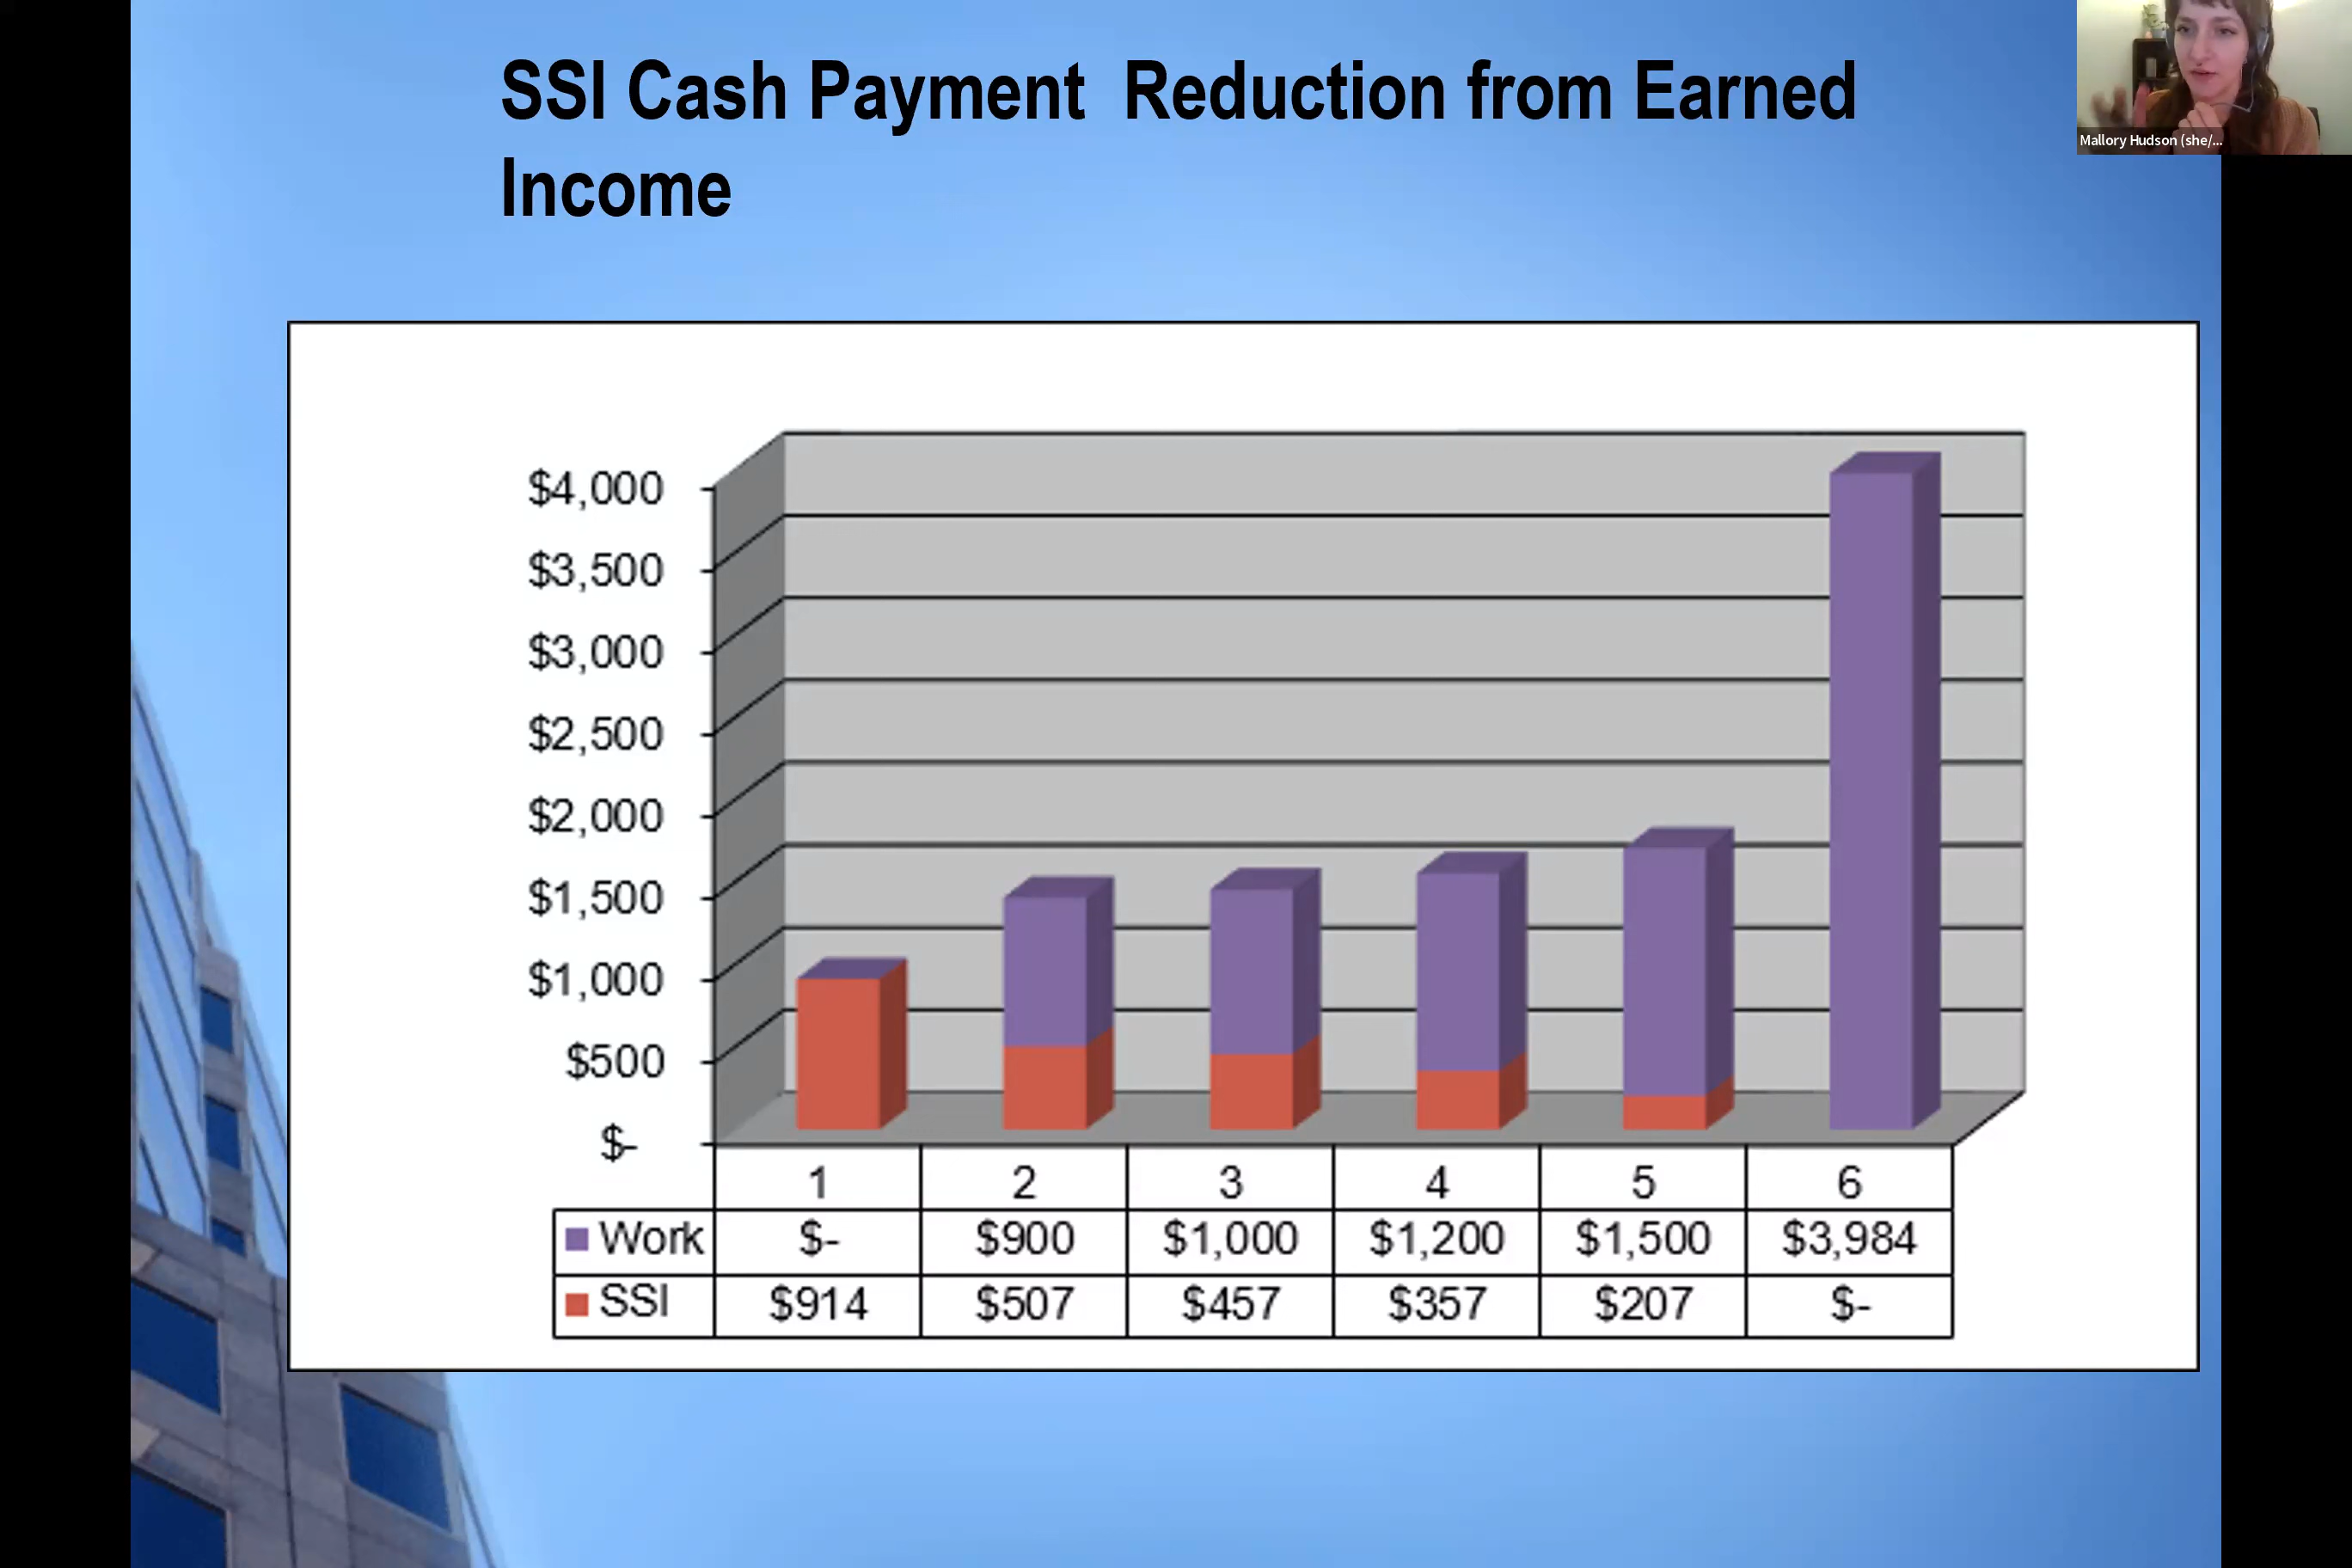 SSI Cash Payment  Reduction from Earned
Income
Mallory Hudson (she/...
$4,000
$3,500
$3,000
$2,500
$2,000
$1,500
$1,000
$500
$-
1 2 3 4 5 6
Work $- $900 $1,000 $1,200 $1,500 $3,984
SSI $914 $507 $457 $357 $207 $-